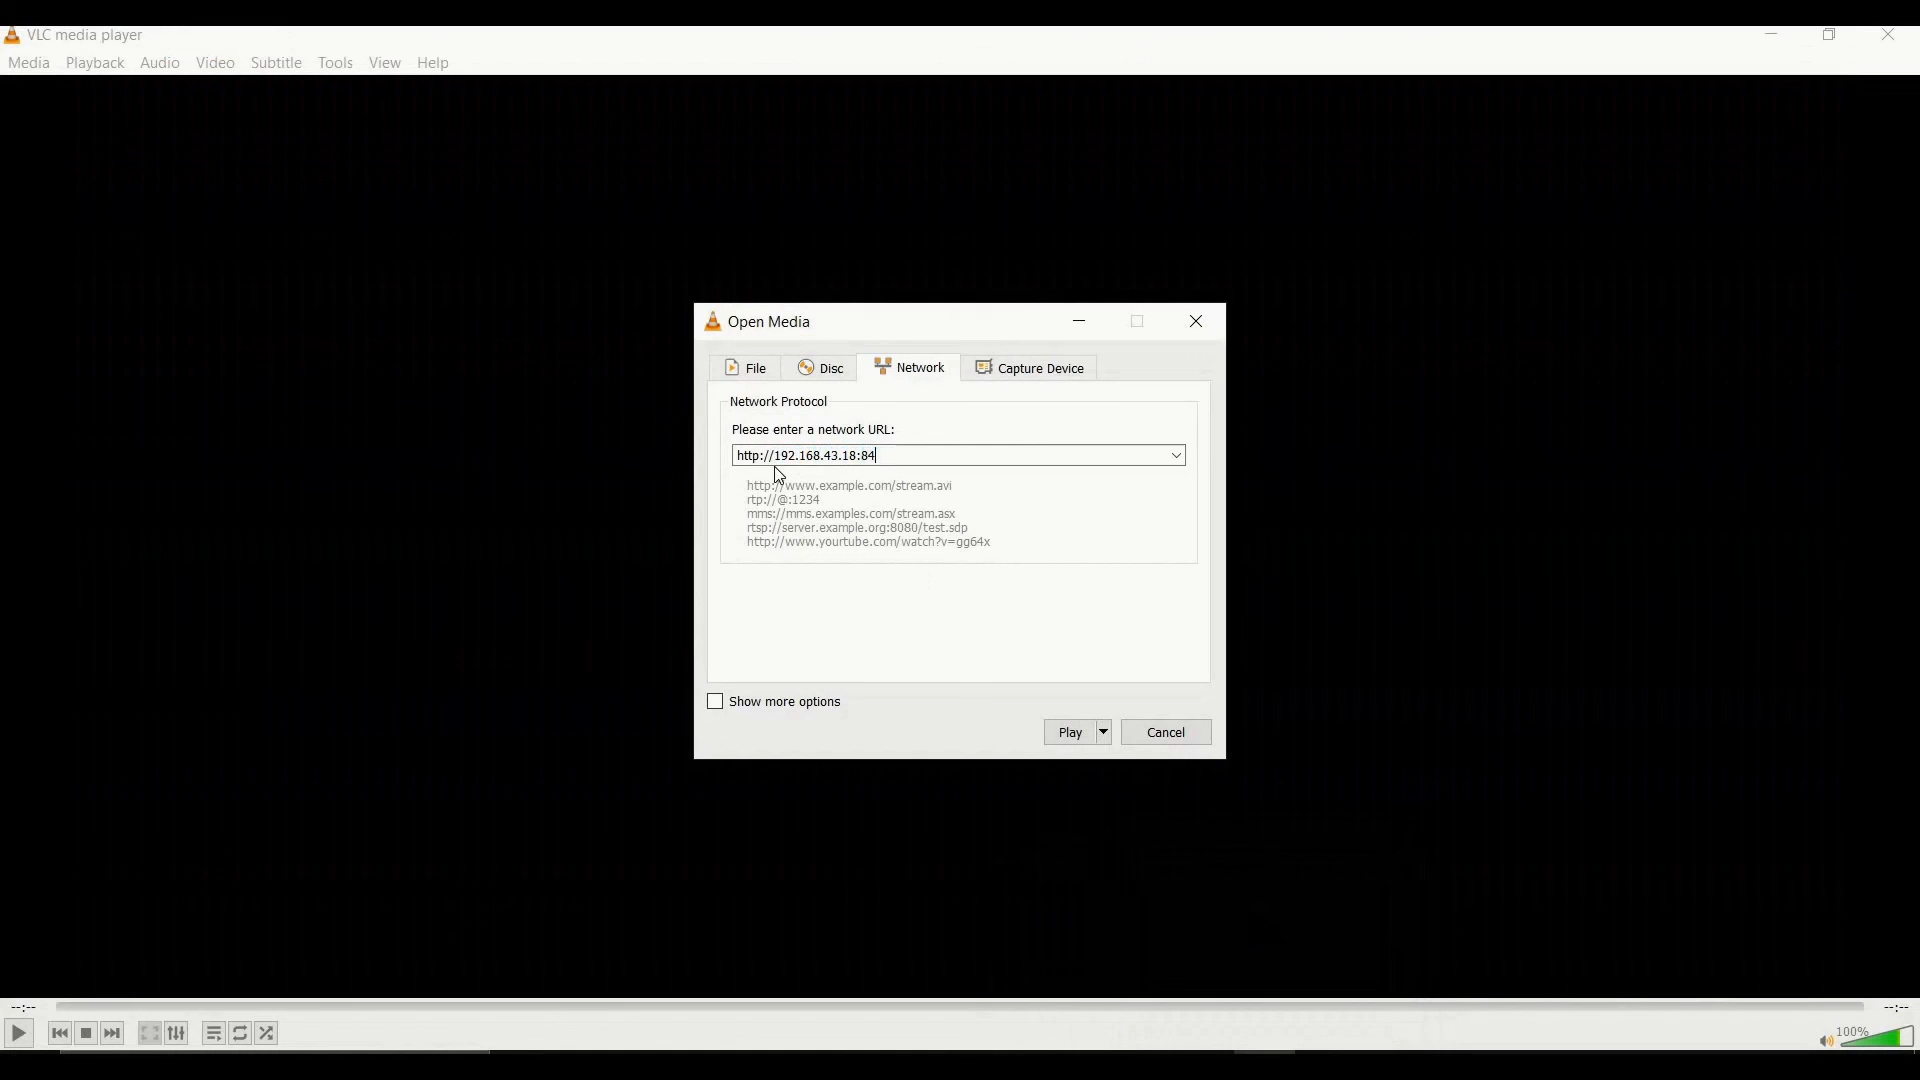 VLC media player
Media Playback Audio Video Subtitle Tools View Help
Open Media
File Disc Network Capture Device
Network Protocol
Please enter a network URL:
http://192.168.43.18:84
http://www.example.com/stream.avi
rtp://@:1234
mms://mms.examples.com/stream.asx
rtsp://server.example.org:8080/test.sdp
http://www.yourtube.com/watch?v=gg64x
Show more options
Play Cancel
--:-- --:--
100%